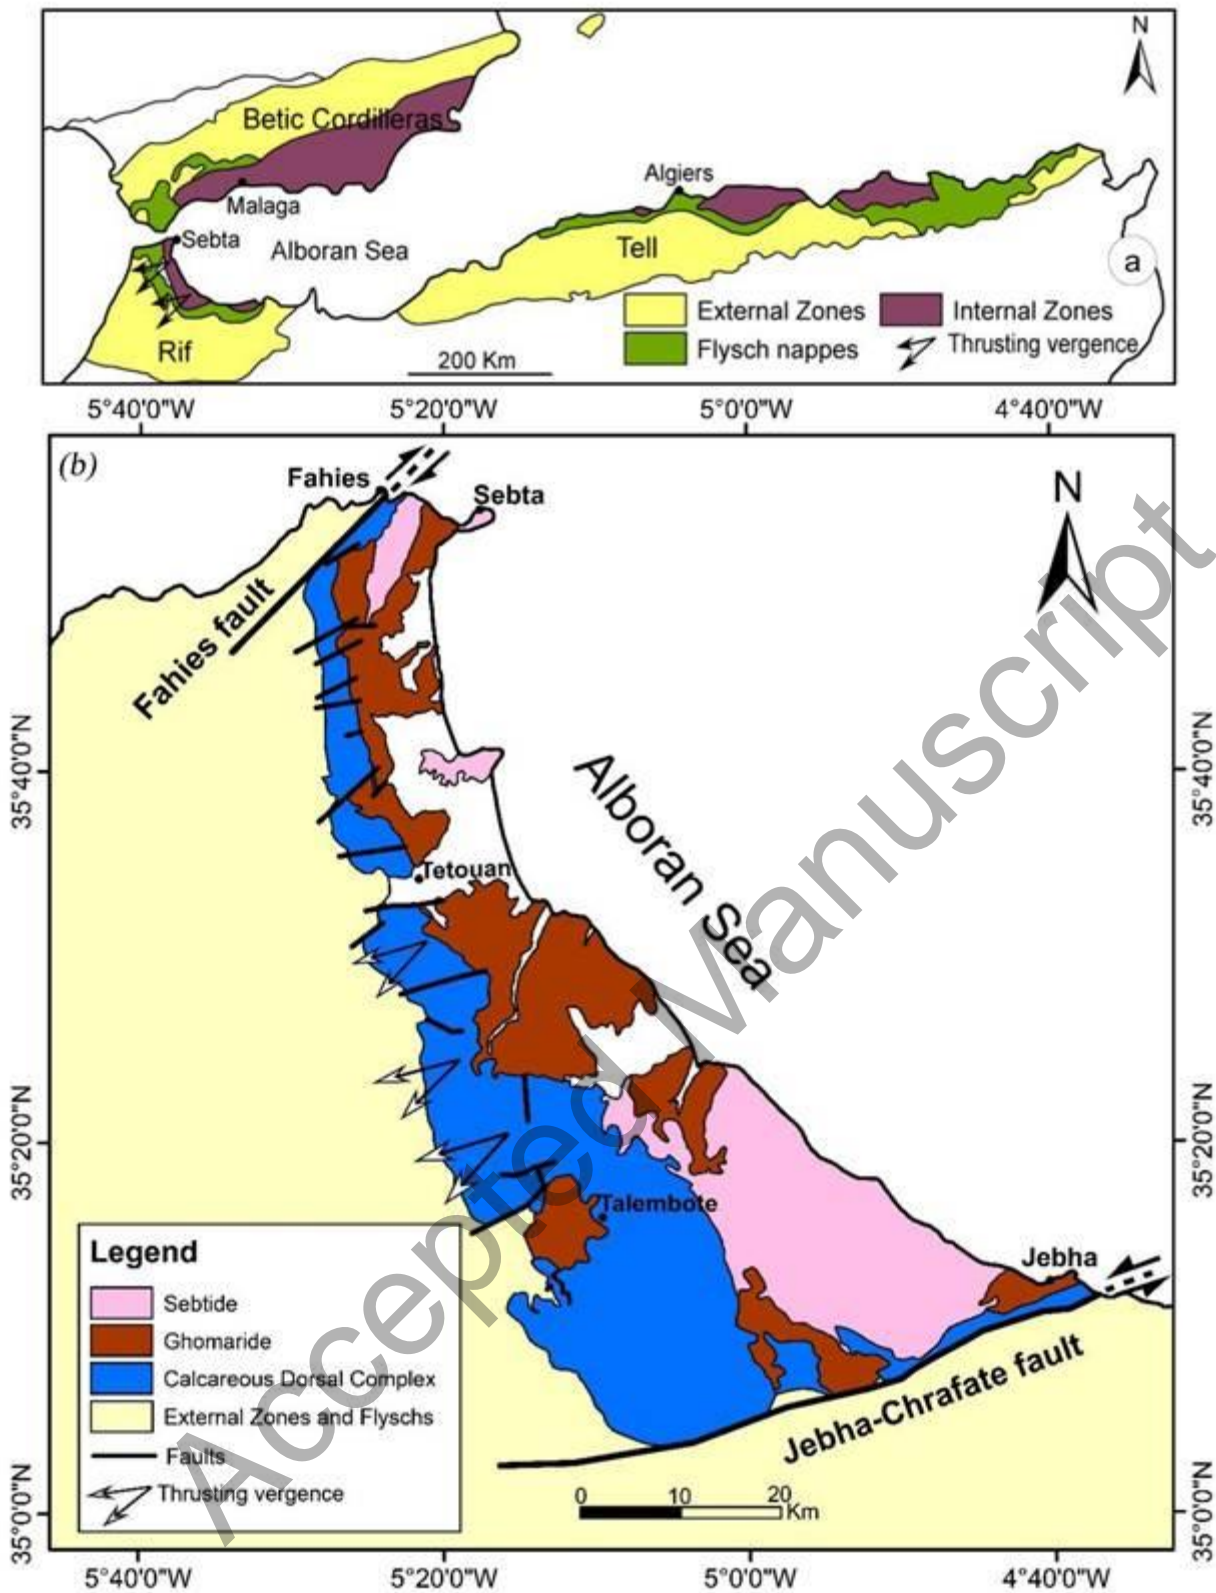 N
Betic Cordilleras
Algiers
Malaga
Sebta
Alboran Sea
Tell
a
External Zones
Internal Zones
Flysch nappes
Thrusting vergence
Rif
200 Km
5°40'0"W
5°20'0"W
5°0'0"W
4°40'0"W
(b)
Fahies
Sebta
N
Fahies fault
35°40'0"N
35°40'0"N
Alboran Sea
Tetouan
35°20'0"N
35°20'0"N
Talembote
Legend
Sebtide
Ghomaride
Calcareous Dorsal Complex
External Zones and Flyschs
Faults
Thrusting vergence
Jebha
Jebha-Chrafate fault
0 10 20
Km
35°0'0"N
35°0'0"N
5°40'0"W
5°20'0"W
5°0'0"W
4°40'0"W
Accepted Manuscript